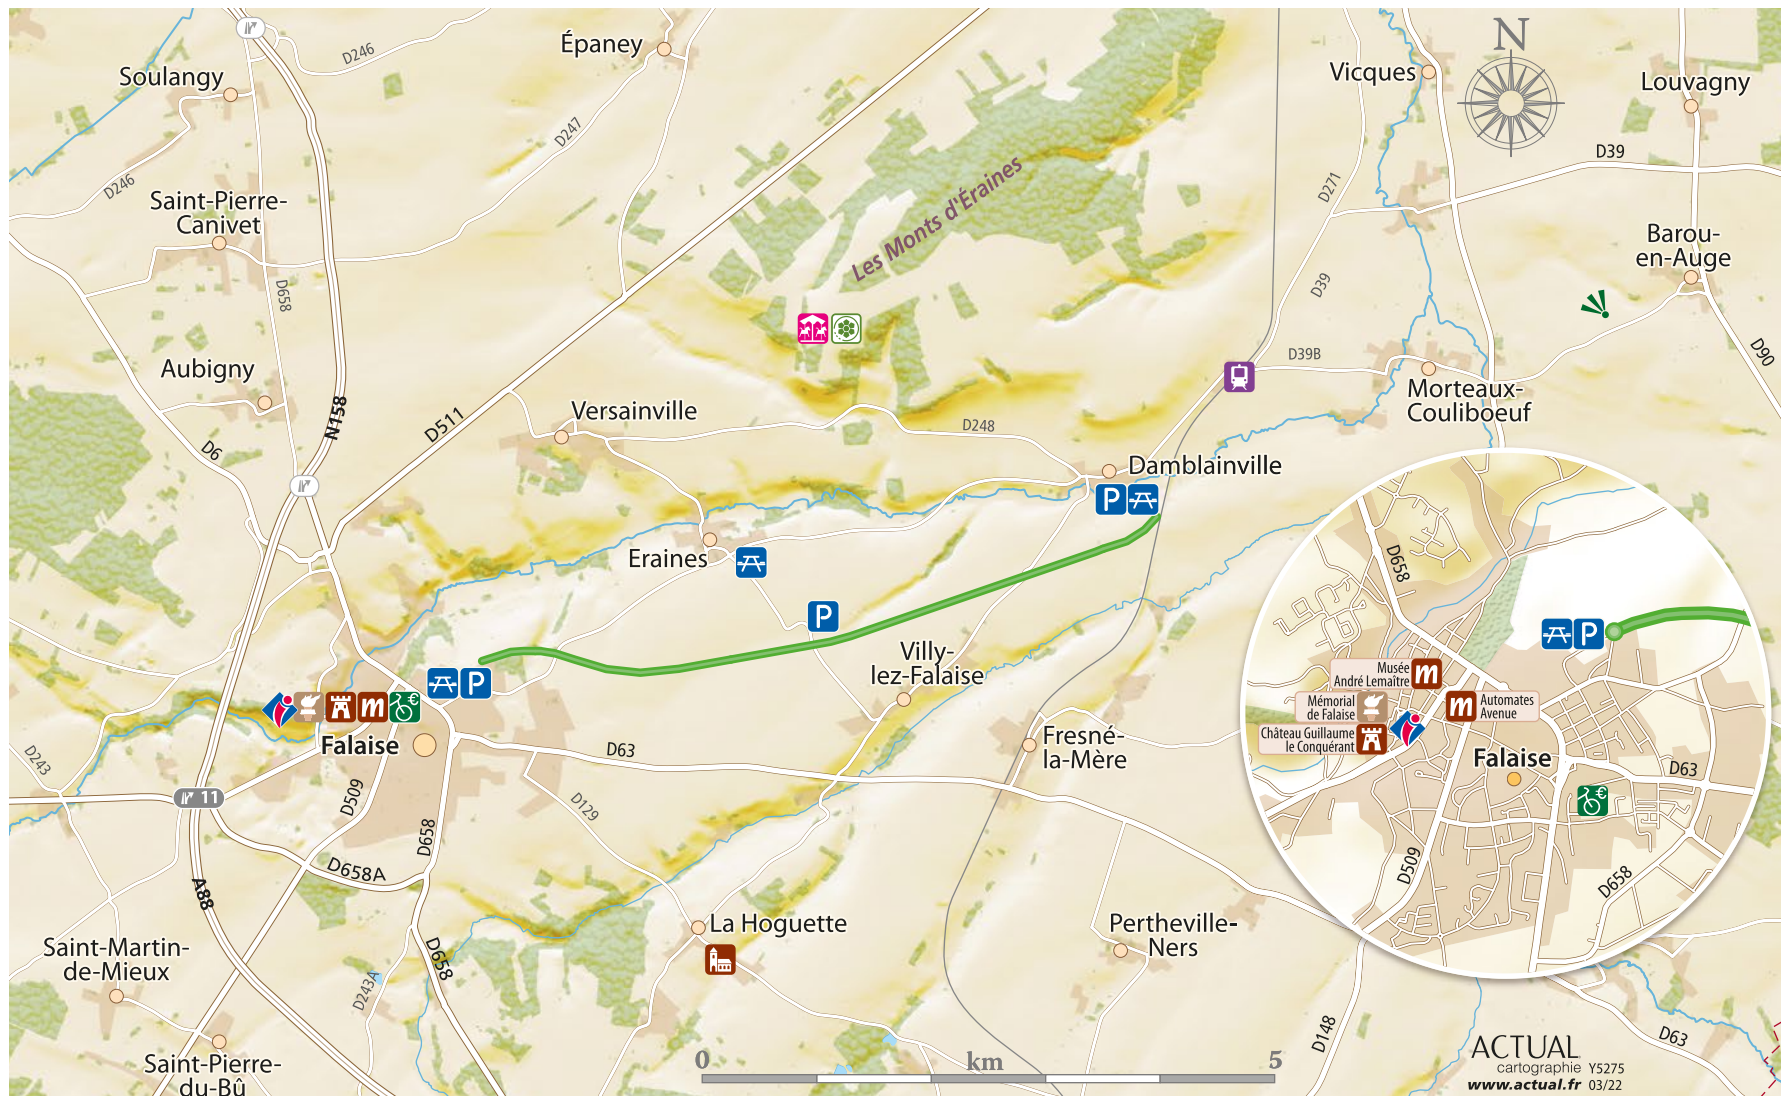 N
Épaney
Soulangy
D246
Vicques
Louvagny
D247
D39
D246
Saint-Pierre-
Canivet
Les Monts d'Éraines
D271
Barou-
en-Auge
D658
D39
D90
Aubigny
D39B
N158
D511
Versainville
Morteaux-
Couliboeuf
D6
D248
Damblainville
P
Eraines
P
Villy-
lez-Falaise
P
m
€
Falaise
D63
Fresné-
la-Mère
D243
11
D509
D129
D658
D658A
A88
La Hoguette
Pertheville-
Ners
Saint-Martin-
de-Mieux
D658
D243A
Saint-Pierre-
du-Bû
D148
D63
D658
P
Musée
André Lemaître
m
Mémorial
de Falaise
m
Automates
Avenue
Château Guillaume
le Conquérant
Falaise
D63
€
D509
D658
0
km
5
ACTUAL
cartographie Y5275
www.actual.fr 03/22